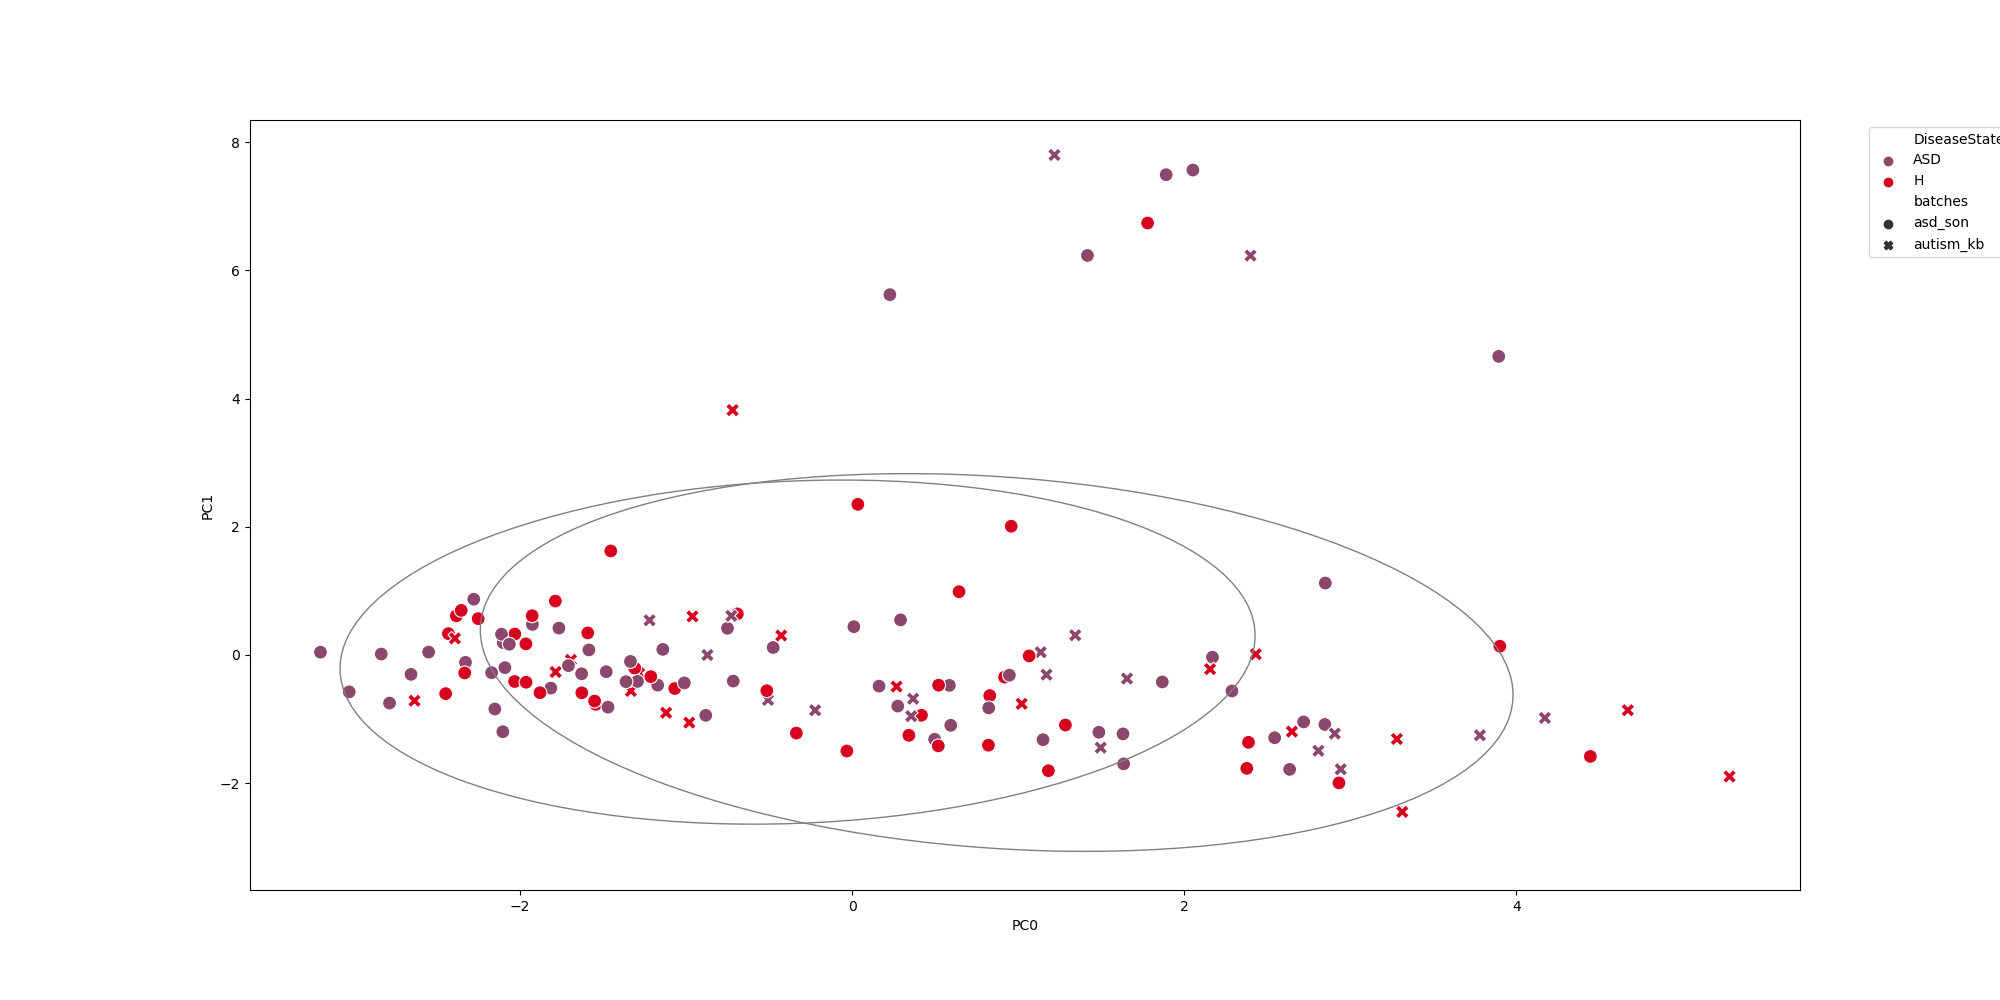 8
6
4
2
0
−2
PC1
−2
0
2
4
PC0
DiseaseState
ASD
H
batches
asd_son
autism_kb